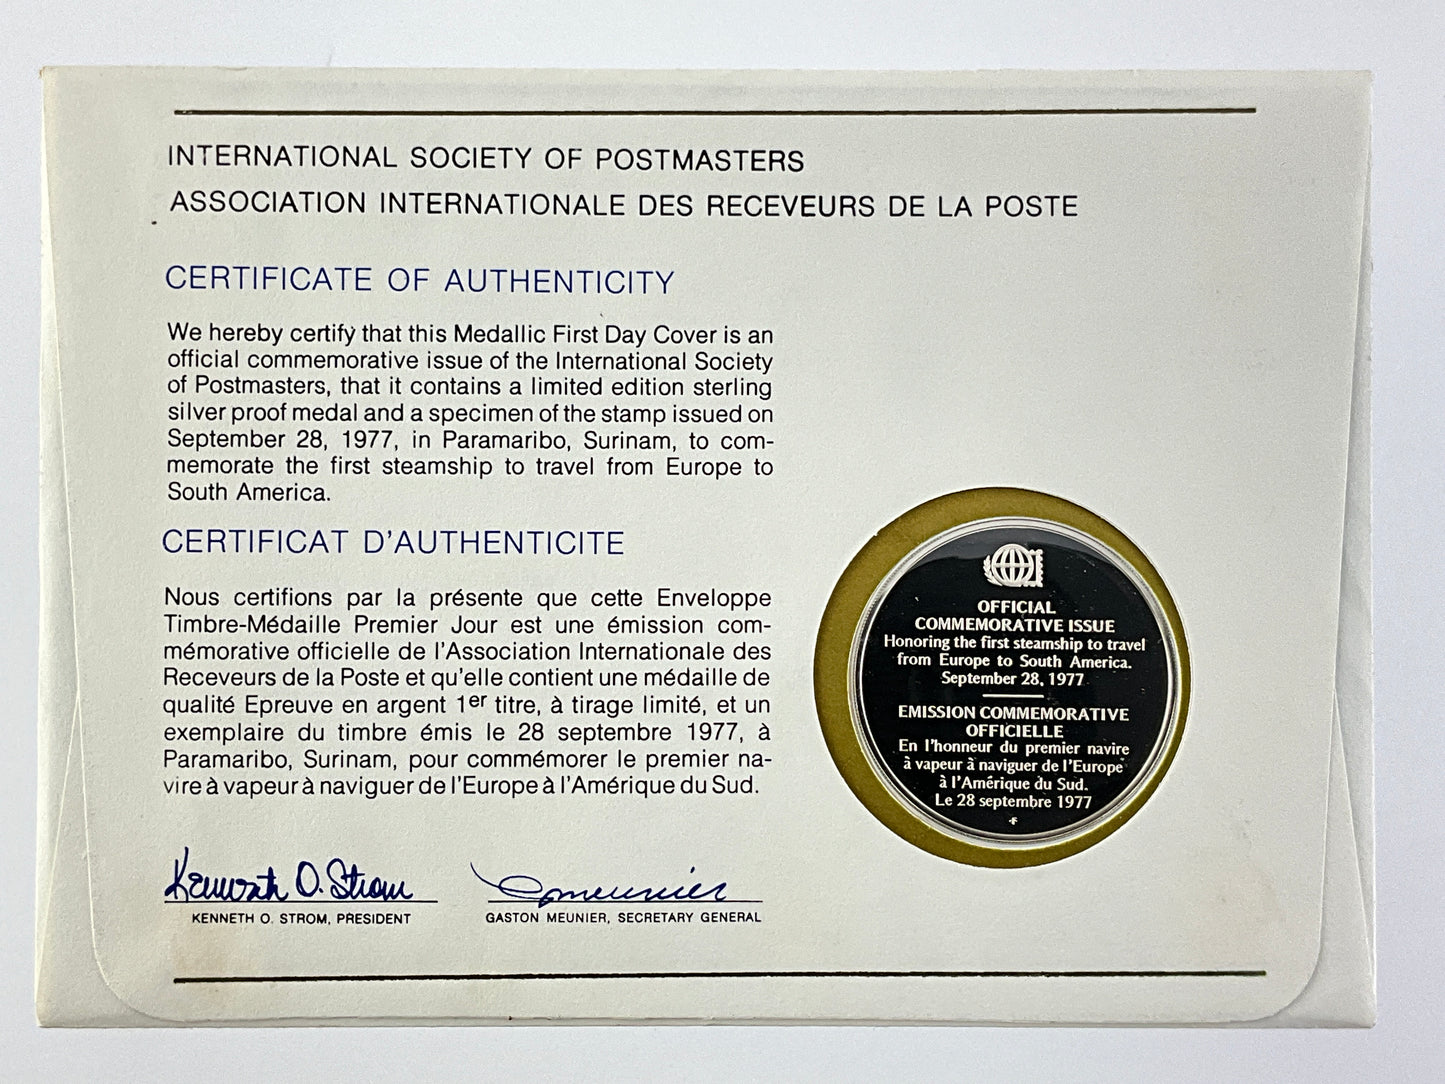 INTERNATIONAL SOCIETY OF POSTMASTERS
ASSOCIATION INTERNATIONALE DES RECEVEURS DE LA POSTE
CERTIFICATE OF AUTHENTICITY
We hereby certify that this Medallic First Day Cover is an
official commemorative issue of the International Society
of Postmasters, that it contains a limited edition sterling
silver proof medal and a specimen of the stamp issued on
September 28, 1977, in Paramaribo, Surinam, to com-
memorate the first steamship to travel from Europe to
South America.
CERTIFICAT D'AUTHENTICITE
Nous certifions par la présente que cette Enveloppe
Timbre-Médaille Premier Jour est une émission com-
mémorative officielle de l'Association Internationale des
Receveurs de la Poste et qu'elle contient une médaille de
qualité Epreuve en argent 1er titre, à tirage limité, et un
exemplaire du timbre émis le 28 septembre 1977, à
Paramaribo, Surinam, pour commémorer le premier na-
vire à vapeur à naviguer de l'Europe à l'Amérique du Sud.
Kenneth O. Strom
KENNETH O. STROM, PRESIDENT
GMeunier
GASTON MEUNIER, SECRETARY GENERAL
OFFICIAL
COMMEMORATIVE ISSUE
Honoring the first steamship to travel
from Europe to South America.
September 28, 1977
EMISSION COMMEMORATIVE
OFFICIELLE
En l'honneur du premier navire
à vapeur à naviguer de l'Europe
à l'Amérique du Sud.
Le 28 septembre 1977